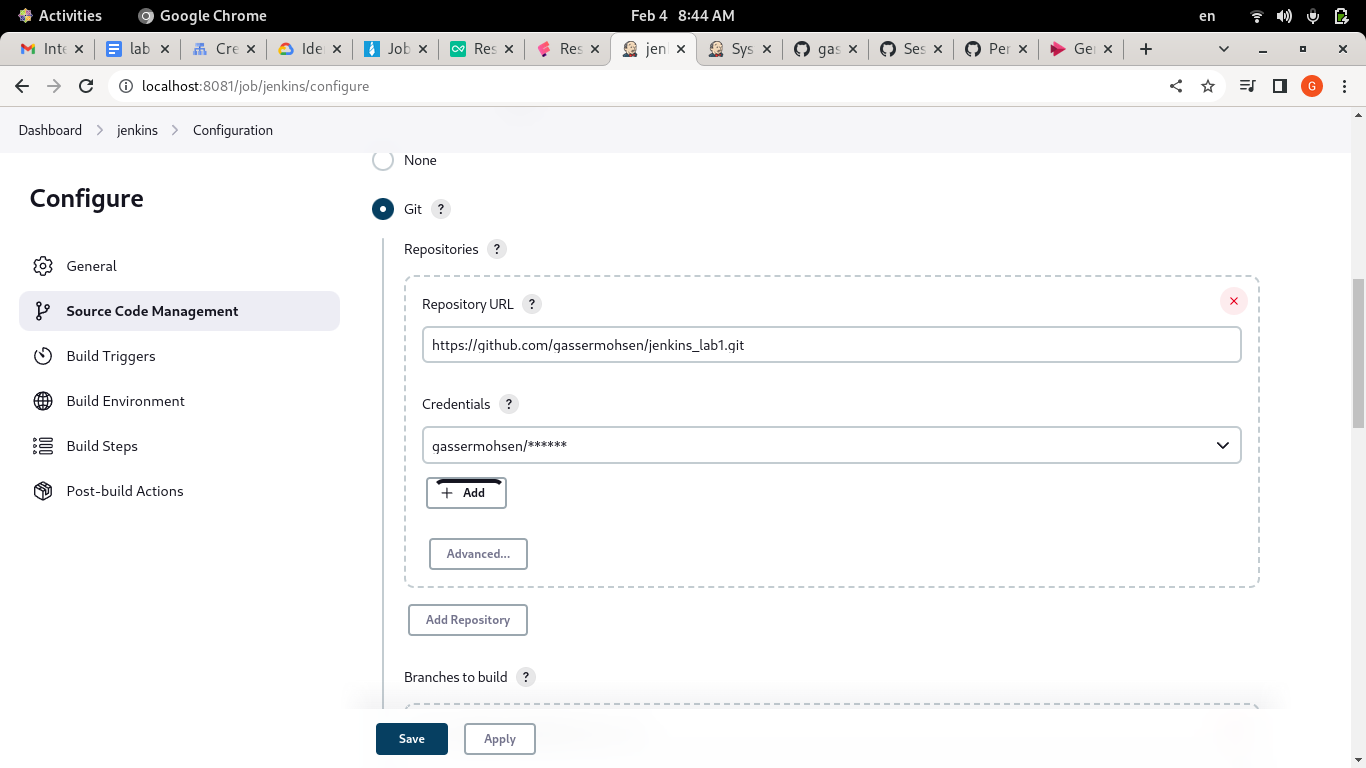 Activities Google Chrome Feb 4 8:44 AM en
Inte lab Cre Ide Job Res Res jen Sys gas Ses Per Ger
localhost:8081/job/jenkins/configure G
Dashboard jenkins Configuration
Configure
General
Source Code Management
Build Triggers
Build Environment
Build Steps
Post-build Actions
None
Git ?
Repositories ?
Repository URL ?
https://github.com/gassermohsen/jenkins_lab1.git
Credentials ?
gassermohsen/******
+ Add
Advanced...
Add Repository
Branches to build ?
Save Apply